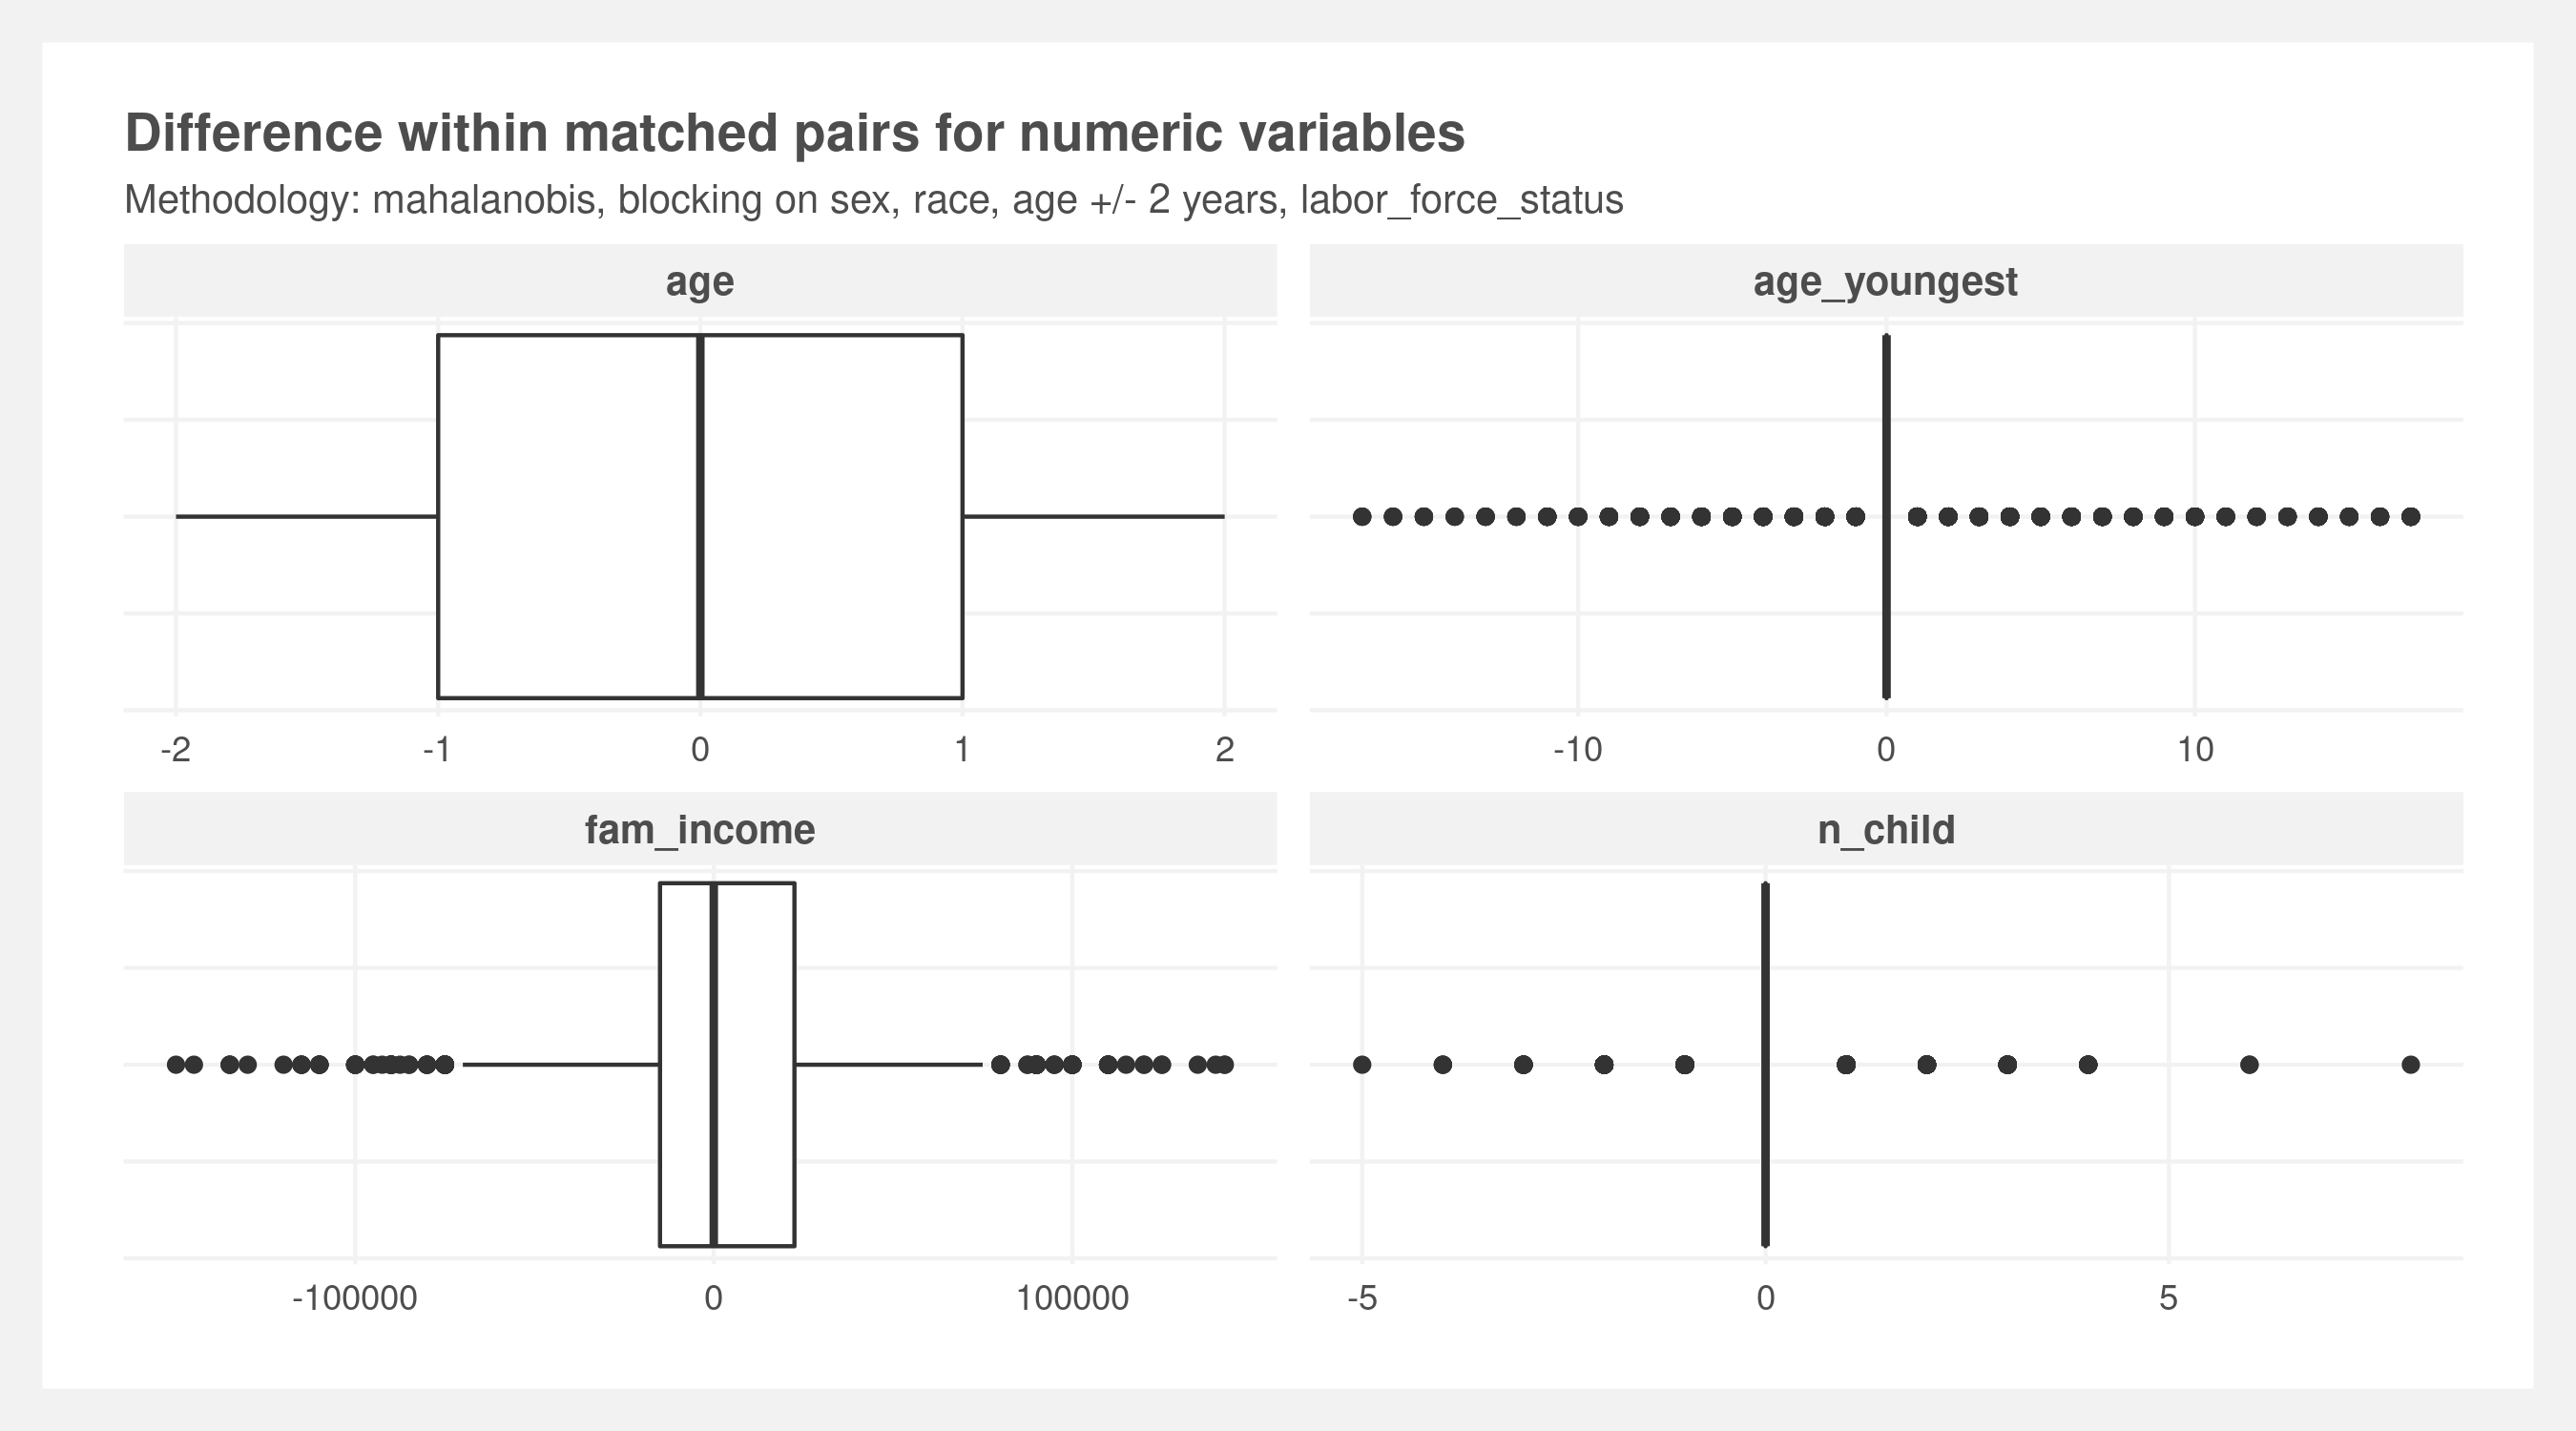 Difference within matched pairs for numeric variables
Methodology: mahalanobis, blocking on sex, race, age +/- 2 years, labor_force_status
age
age_youngest
-2 -1 0 1 2
-10 0 10
fam_income
n_child
-100000 0 100000
-5 0 5